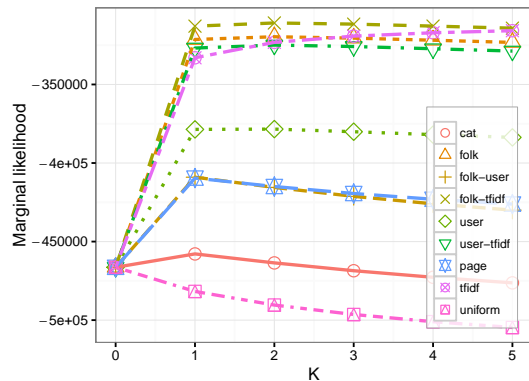 Marginal likelihood
-350000
-4e+05
-450000
-5e+05
0 1 2 3 4 5
K
cat
folk
folk-user
folk-tfidf
user
user-tfidf
page
tfidf
uniform